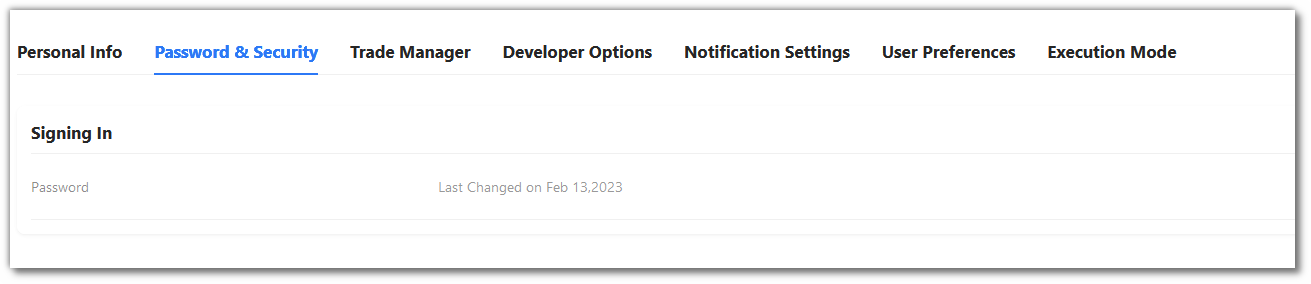 Personal Info Password & Security Trade Manager Developer Options Notification Settings User Preferences Execution Mode
Signing In
Password Last Changed on Feb 13,2023